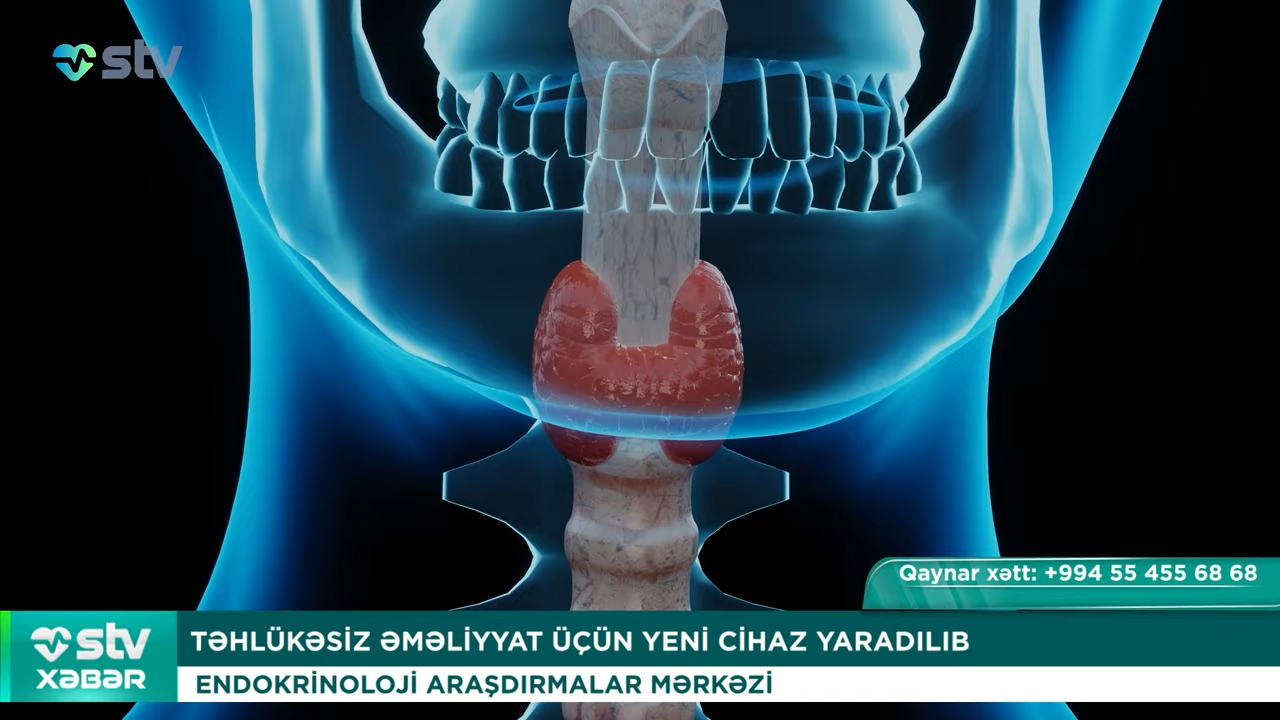 stv
Qaynar xətt: +994 55 455 68 68
stv
TƏHLÜKƏSİZ ƏMƏLİYYAT ÜÇÜN YENİ CİHAZ YARADILIB
XƏBƏR
ENDOKRİNOLOJİ ARAŞDIRMALAR MƏRKƏZİ